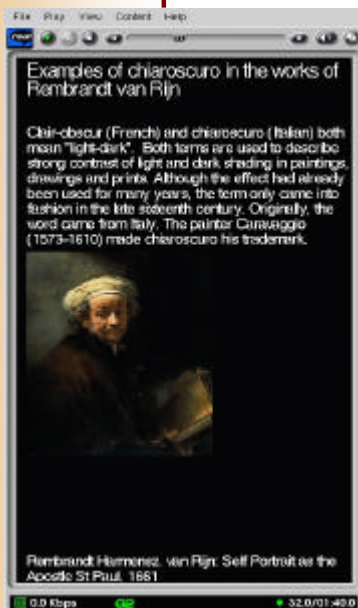 File Play View Content Help
real
Examples of chiaroscuro in the works of
Rembrandt van Rijn
Clair-obscur (French) and chiaroscuro (Italian) both
mean "light-dark". Both terms are used to describe
strong contrast of light and dark shading in paintings,
drawings and prints. Although the effect had already
been used for many years, the term only came into
fashion in the late sixteenth century. Originally, the
word came from Italy. The painter Caravaggio
(1573-1610) made chiaroscuro his trademark.
Rembrandt Harmensz. van Rijn: Self Portrait as the
Apostle St Paul, 1661
0.0 Kbps
32.0/01:40.0